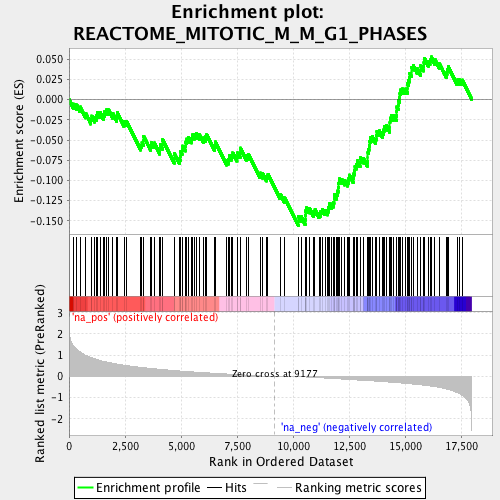 Enrichment plot:
REACTOME_MITOTIC_M_M_G1_PHASES
Enrichment score (ES)
0.050
0.025
0.000
-0.025
-0.050
-0.075
-0.100
-0.125
-0.150
'na_pos' (positively correlated)
Ranked list metric (PreRanked)
3
2
1
0
-1
-2
Zero cross at 9177
'na_neg' (negatively correlated)
0
2,500
5,000
7,500
10,000
12,500
15,000
17,500
Rank in Ordered Dataset
Enrichment profile
Hits
Ranking metric scores